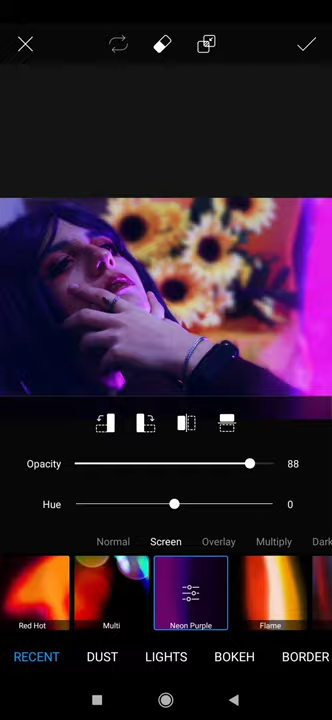 Opacity 88
Hue 0
Normal Screen Overlay Multiply Dark
Red Hot Multi Neon Purple Flame
RECENT DUST LIGHTS BOKEH BORDER